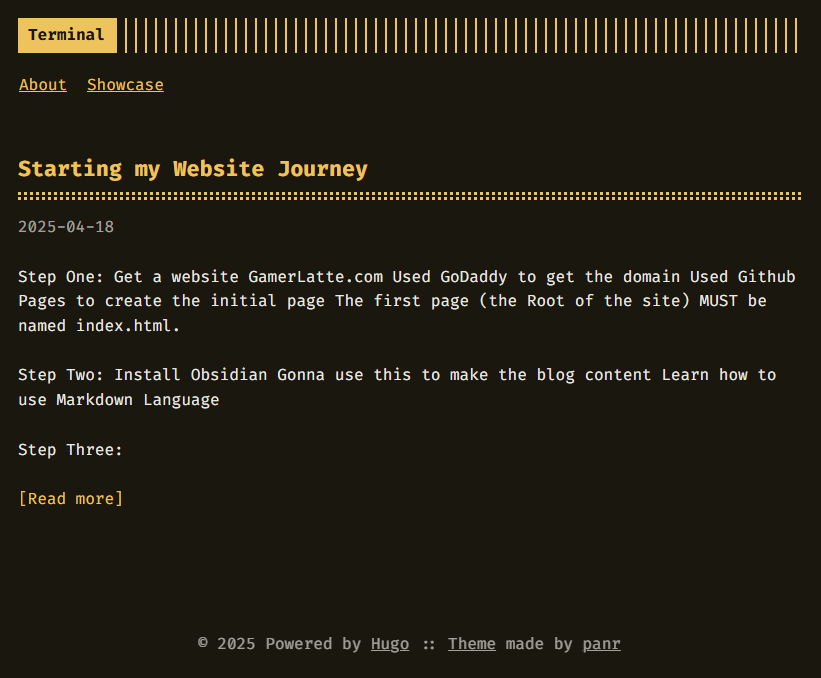 Terminal
About Showcase
Starting my Website Journey
2025-04-18
Step One: Get a website GamerLatte.com Used GoDaddy to get the domain Used Github
Pages to create the initial page The first page (the Root of the site) MUST be
named index.html.
Step Two: Install Obsidian Gonna use this to make the blog content Learn how to
use Markdown Language
Step Three:
[Read more]
© 2025 Powered by Hugo :: Theme made by panr